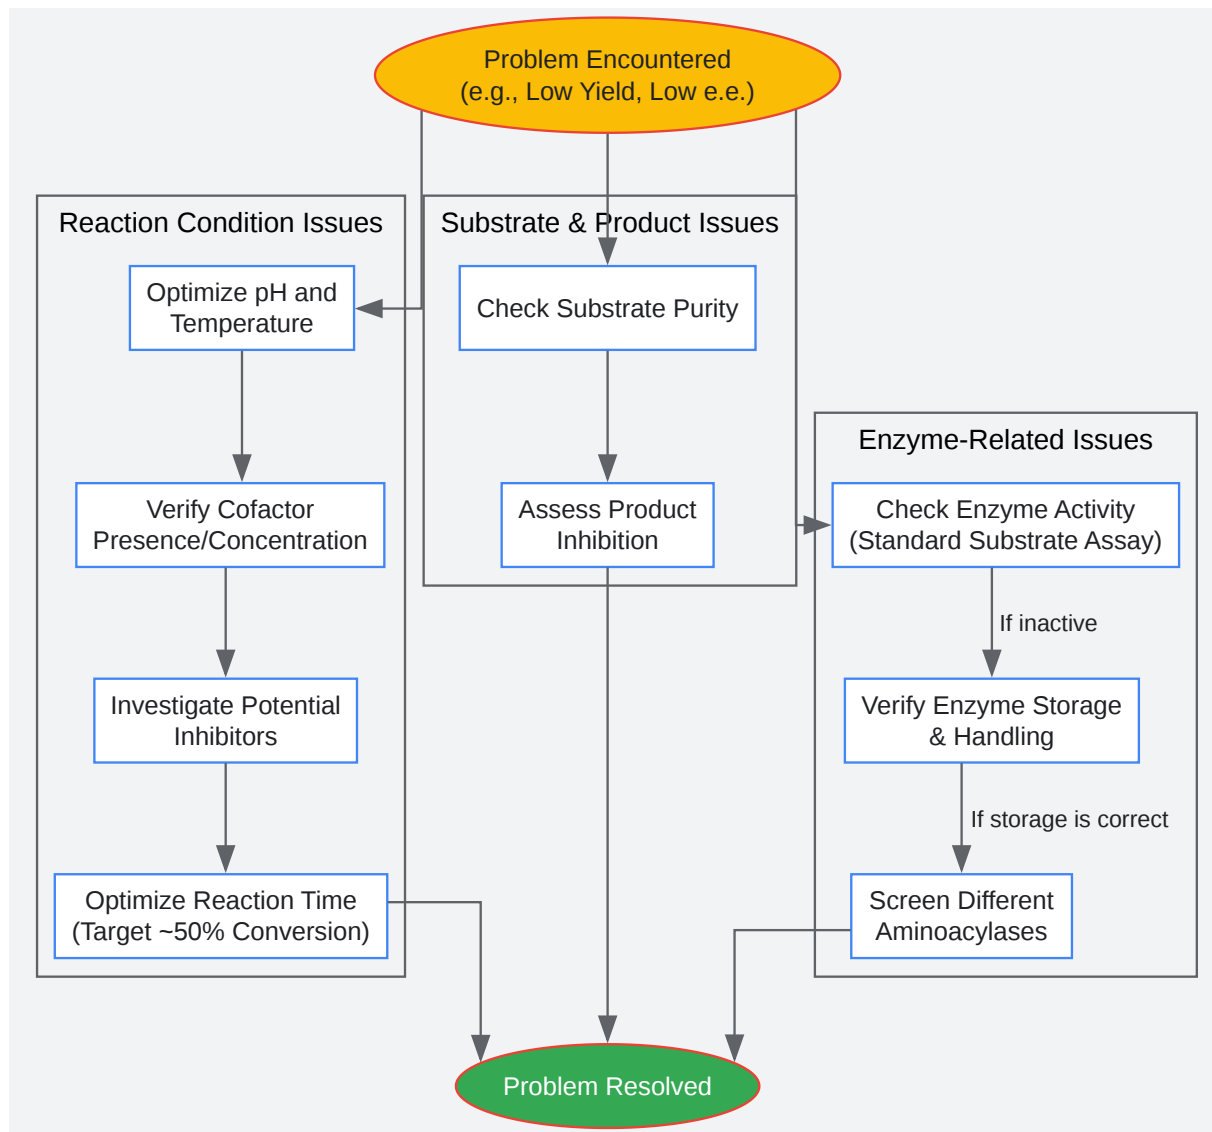 Problem Encountered
(e.g., Low Yield, Low e.e.)
Reaction Condition Issues
Optimize pH and
Temperature
Verify Cofactor
Presence/Concentration
Investigate Potential
Inhibitors
Optimize Reaction Time
(Target ~50% Conversion)
Substrate & Product Issues
Check Substrate Purity
Assess Product
Inhibition
Enzyme-Related Issues
Check Enzyme Activity
(Standard Substrate Assay)
If inactive
Verify Enzyme Storage
& Handling
If storage is correct
Screen Different
Aminoacylases
Problem Resolved